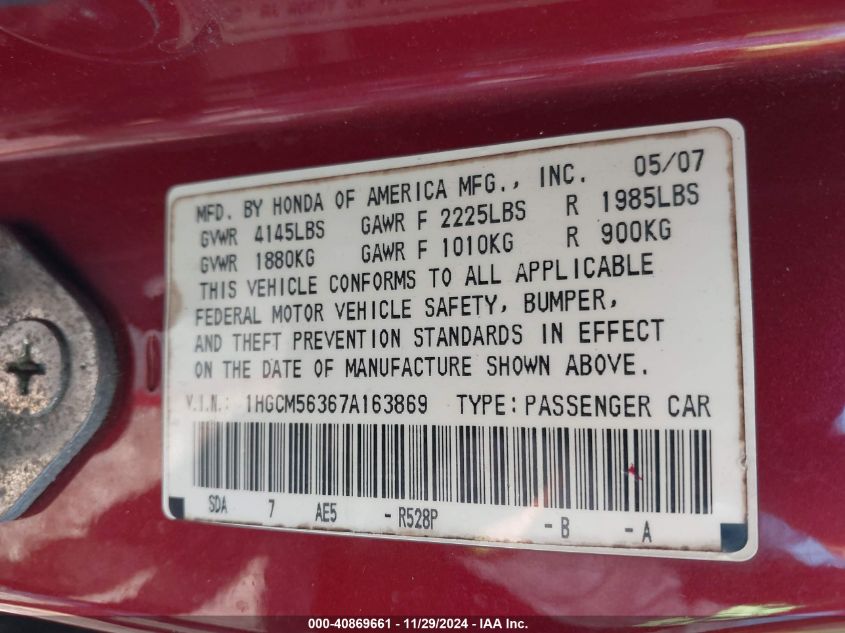 MFD. BY HONDA OF AMERICA MFG., INC. 05/07
GVWR 4145LBS GAWR F 2225LBS R 1985LBS
GVWR 1880KG GAWR F 1010KG R 900KG
THIS VEHICLE CONFORMS TO ALL APPLICABLE
FEDERAL MOTOR VEHICLE SAFETY, BUMPER,
AND THEFT PREVENTION STANDARDS IN EFFECT
ON THE DATE OF MANUFACTURE SHOWN ABOVE.
V.I.N.: 1HGCM56367A163869 TYPE: PASSENGER CAR
SDA 7 AE5 - R528P - B - A
000-40869661 - 11/29/2024 - IAA Inc.